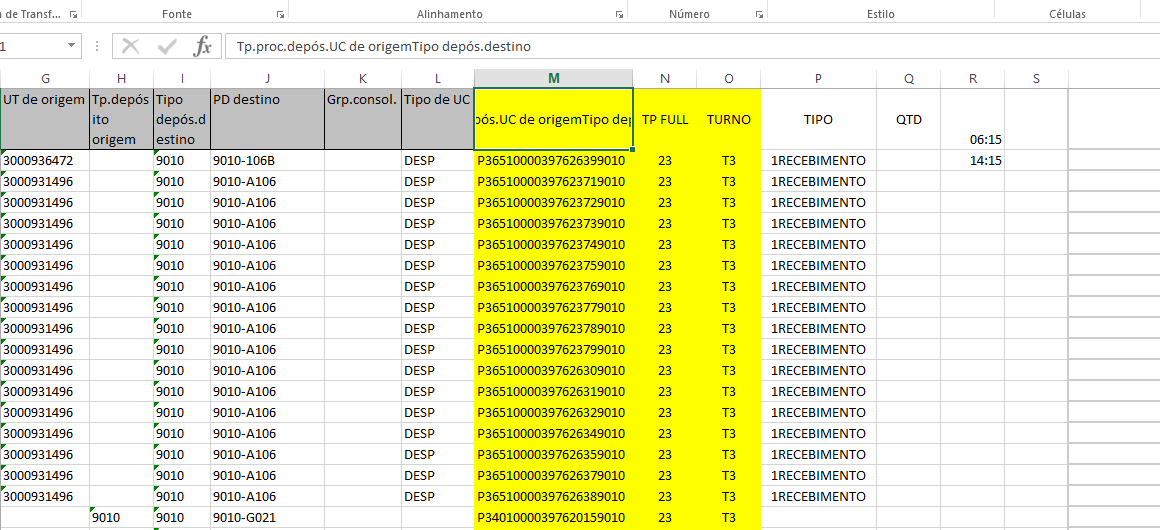 de Transf... Fonte Alinhamento Número Estilo Células
1 fx Tp.proc.depós.UC de origemTipo depós.destino
G H I J K L M N O P Q R S
UT de origem Tp.depós ito origem Tipo depós.d estino PD destino Grp.consol. Tipo de UC pós.UC de origemTipo dep TP FULL TURNO TIPO QTD 06:15
3000936472 9010 9010-106B DESP P36510000397626399010 23 T3 1RECEBIMENTO 14:15
3000931496 9010 9010-A106 DESP P36510000397623719010 23 T3 1RECEBIMENTO
3000931496 9010 9010-A106 DESP P36510000397623729010 23 T3 1RECEBIMENTO
3000931496 9010 9010-A106 DESP P36510000397623739010 23 T3 1RECEBIMENTO
3000931496 9010 9010-A106 DESP P36510000397623749010 23 T3 1RECEBIMENTO
3000931496 9010 9010-A106 DESP P36510000397623759010 23 T3 1RECEBIMENTO
3000931496 9010 9010-A106 DESP P36510000397623769010 23 T3 1RECEBIMENTO
3000931496 9010 9010-A106 DESP P36510000397623779010 23 T3 1RECEBIMENTO
3000931496 9010 9010-A106 DESP P36510000397623789010 23 T3 1RECEBIMENTO
3000931496 9010 9010-A106 DESP P36510000397623799010 23 T3 1RECEBIMENTO
3000931496 9010 9010-A106 DESP P36510000397626309010 23 T3 1RECEBIMENTO
3000931496 9010 9010-A106 DESP P36510000397626319010 23 T3 1RECEBIMENTO
3000931496 9010 9010-A106 DESP P36510000397626329010 23 T3 1RECEBIMENTO
3000931496 9010 9010-A106 DESP P36510000397626349010 23 T3 1RECEBIMENTO
3000931496 9010 9010-A106 DESP P36510000397626359010 23 T3 1RECEBIMENTO
3000931496 9010 9010-A106 DESP P36510000397626379010 23 T3 1RECEBIMENTO
3000931496 9010 9010-A106 DESP P36510000397626389010 23 T3 1RECEBIMENTO
9010 9010 9010-G021 P34010000397620159010 23 T3